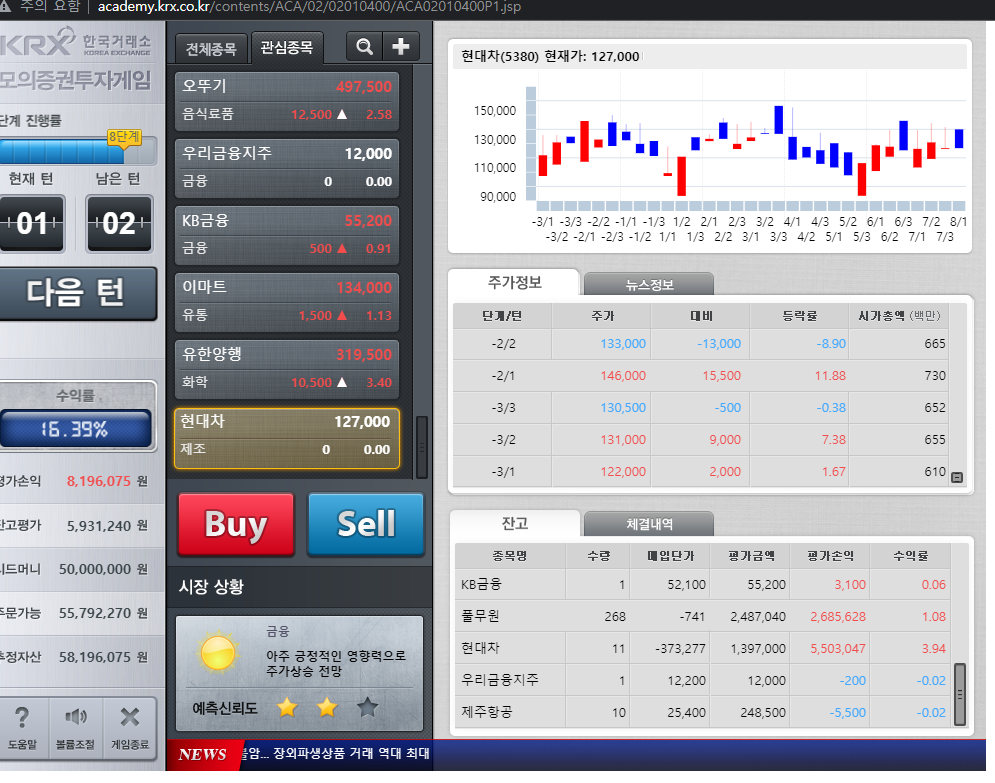 주의 요함 | academy.krx.co.kr/contents/ACA/02/02010400/ACA02010400P1.jsp
KRX 한국거래소
KOREA EXCHANGE
모의증권투자게임
단계 진행률
8단계
현재 턴 남은 턴
01 02
다음 턴
수익률
16.39%
평가손익 8,196,075 원
잔고평가 5,931,240 원
시드머니 50,000,000 원
주문가능 55,792,270 원
추정자산 58,196,075 원
?
도움말 볼륨조절 게임종료
전체종목 관심종목
오뚜기 497,500
음식료품 12,500 ▲ 2.58
우리금융지주 12,000
금융 0 0.00
KB금융 55,200
금융 500 ▲ 0.91
이마트 134,000
유통 1,500 ▲ 1.13
유한양행 319,500
화학 10,500 ▲ 3.40
현대차 127,000
제조 0 0.00
Buy Sell
시장 상황
금융
아주 긍정적인 영향력으로
주가상승 전망
예측신뢰도
NEWS 불암... 장외파생상품 거래 역대 최대
현대차(5380) 현재가: 127,000
150,000
130,000
110,000
90,000
-3/1 -3/3 -2/2 -1/1 -1/3 1/2 2/1 2/3 3/2 4/1 4/3 5/2 6/1 6/3 7/2 8/1
-3/2 -2/1 -2/3 -1/2 1/1 1/3 2/2 3/1 3/3 4/2 5/1 5/3 6/2 7/1 7/3
주가정보 뉴스정보
단계/턴 주가 대비 등락률 시가총액 (백만)
-2/2 133,000 -13,000 -8.90 665
-2/1 146,000 15,500 11.88 730
-3/3 130,500 -500 -0.38 652
-3/2 131,000 9,000 7.38 655
-3/1 122,000 2,000 1.67 610
잔고 체결내역
종목명 수량 매입단가 평가금액 평가손익 수익률
KB금융 1 52,100 55,200 3,100 0.06
풀무원 268 -741 2,487,040 2,685,628 1.08
현대차 11 -373,277 1,397,000 5,503,047 3.94
우리금융지주 1 12,200 12,000 -200 -0.02
제주항공 10 25,400 248,500 -5,500 -0.02